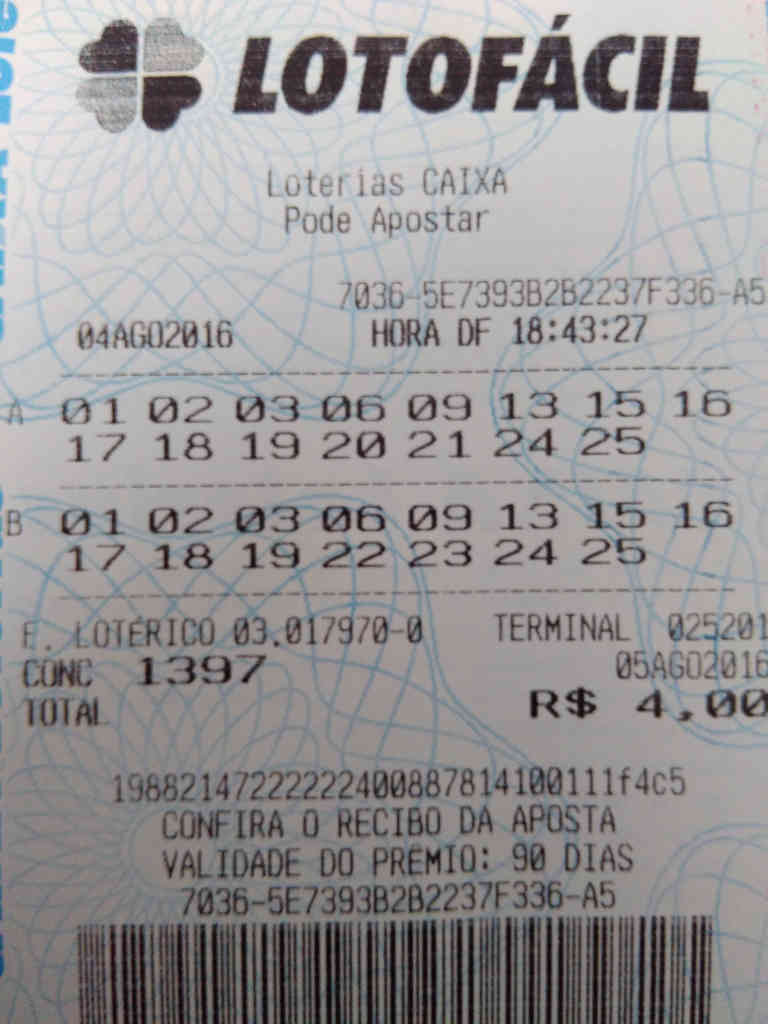 LOTOFÁCIL
Loterias CAIXA
Pode Apostar
7036-5E7393B2B2237F336-A5
04AGO2016 HORA DF 18:43:27
A 01 02 03 06 09 13 15 16
17 18 19 20 21 24 25
B 01 02 03 06 09 13 15 16
17 18 19 22 23 24 25
E. LOTÉRICO 03.017970-0 TERMINAL 025201
CONC 1397 05AGO2016
TOTAL R$ 4,00
198821472222222400887814100111f4c5
CONFIRA O RECIBO DA APOSTA
VALIDADE DO PREMIO: 90 DIAS
7036-5E7393B2B2237F336-A5